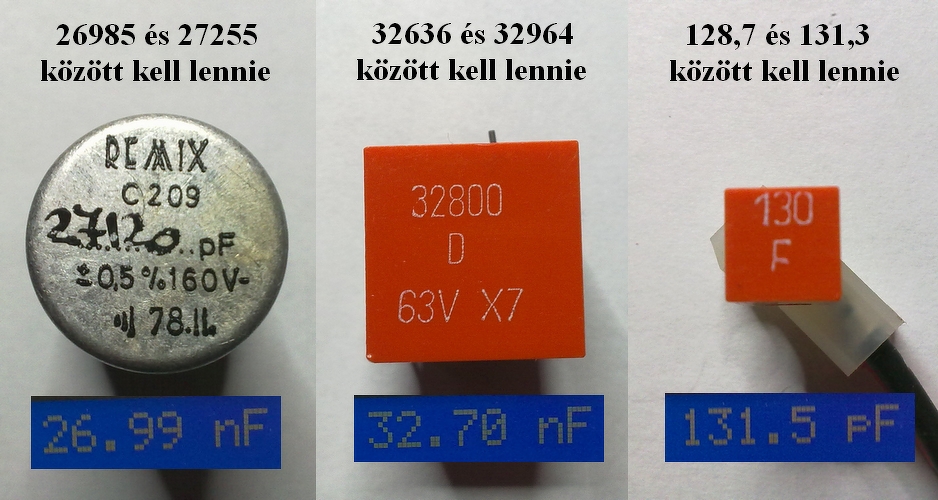 26985 és 27255
között kell lennie
REMIX
C 209
27120 pF
±0,5%160V-
78.II.
26.99 nF
32636 és 32964
között kell lennie
32800
D
63V X7
32.70 nF
128,7 és 131,3
között kell lennie
130
F
131.5 pF